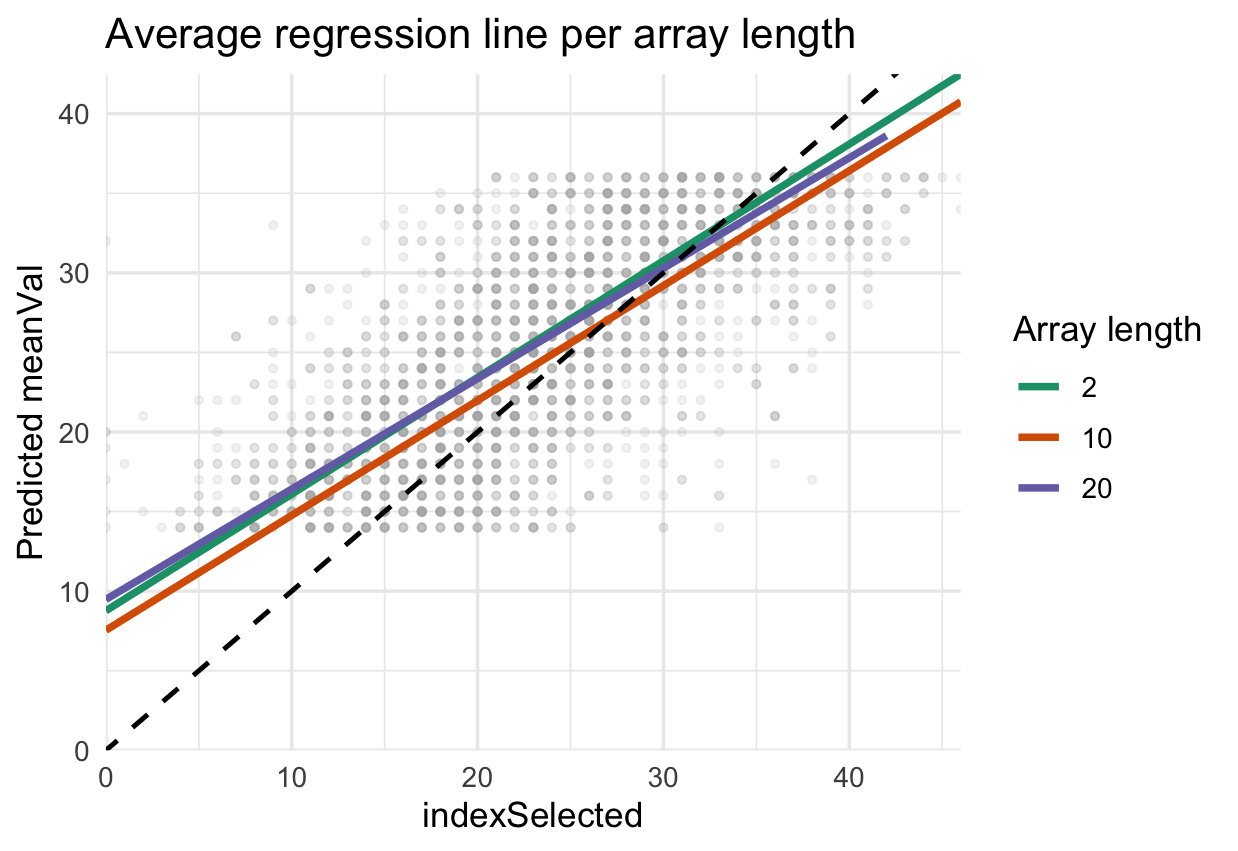 Average regression line per array length
Predicted meanVal
40
30
20
10
0
0 10 20 30 40
indexSelected
Array length
2
10
20